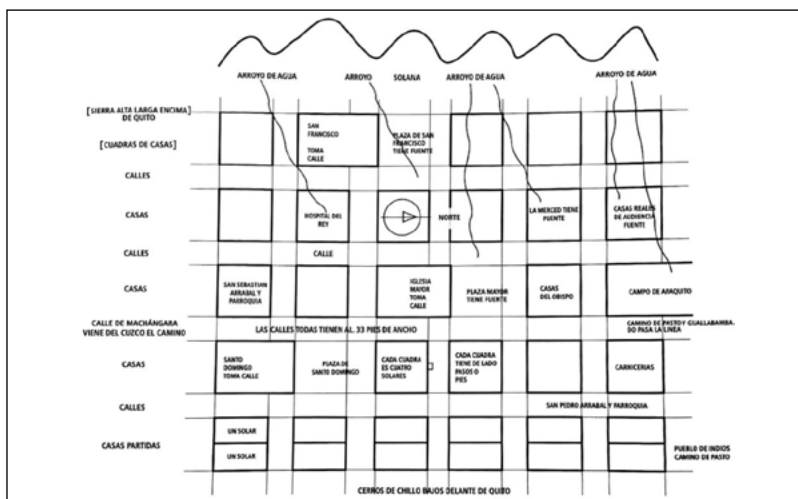 ARROYO DE AGUA
ARROYO
SOLANA
ARROYO DE AGUA
ARROYO DE AGUA
[SIERRA ALTA LARGA ENCIMA]
DE QUITO
[CUADRAS DE CASAS]
SAN
FRANCISCO
TOMA
CALLE
PLAZA DE SAN
FRANCISCO
TIENE FUENTE
CALLES
CASAS
HOSPITAL DEL
REY
NORTE
LA MERCED TIENE
FUENTE
CASAS REALES
DE AUDIENCIA
FUENTE
CALLES
CALLE
CASAS
SAN SEBASTIAN
ARRABAL Y
PARROQUIA
IGLESIA
MAYOR
TOMA
CALLE
PLAZA MAYOR
TIENE FUENTE
CASAS
DEL OBISPO
CAMPO DE AÑAQUITO
CALLE DE MACHÁNGARA
VIENE DEL CUZCO EL CAMINO
LAS CALLES TODAS TIENEN AL. 33 PIES DE ANCHO
CAMINO DE PASTO Y GUALLABAMBA.
DO PASA LA LINEA
CASAS
SANTO
DOMINGO
TOMA CALLE
PLAZA DE
SANTO DOMINGO
CADA CUADRA
ES CUATRO
SOLARES
CADA CUADRA
TIENE DE LADO
PASOS O
PIES
CARNICERIAS
CALLES
SAN PEDRO ARRABAL Y PARROQUIA
CASAS PARTIDAS
UN SOLAR
UN SOLAR
PUEBLO DE INDIOS
CAMINO DE PASTO
CERROS DE CHILLO BAJOS DELANTE DE QUITO